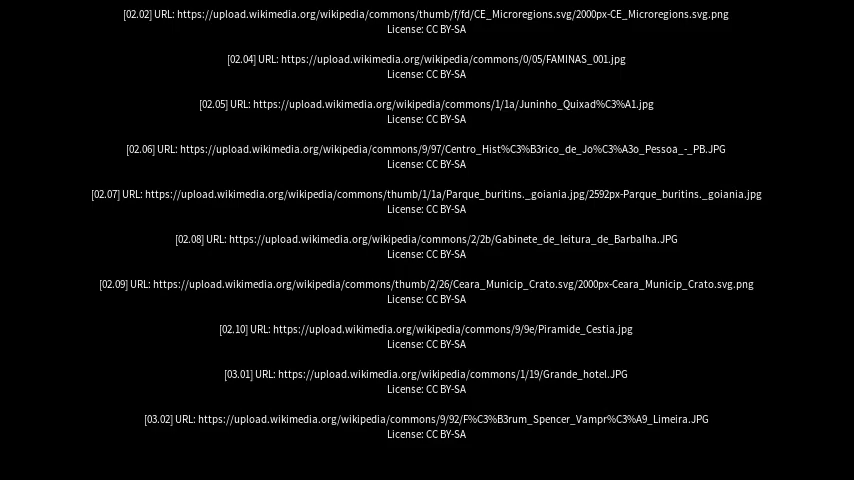 [02.02] URL: https://upload.wikimedia.org/wikipedia/commons/thumb/f/fd/CE_Microregions.svg/2000px-CE_Microregions.svg.png
License: CC BY-SA
[02.04] URL: https://upload.wikimedia.org/wikipedia/commons/0/05/FAMINAS_001.jpg
License: CC BY-SA
[02.05] URL: https://upload.wikimedia.org/wikipedia/commons/1/1a/Juninho_Quixad%C3%A1.jpg
License: CC BY-SA
[02.06] URL: https://upload.wikimedia.org/wikipedia/commons/9/97/Centro_Hist%C3%B3rico_de_Jo%C3%A3o_Pessoa_-_PB.JPG
License: CC BY-SA
[02.07] URL: https://upload.wikimedia.org/wikipedia/commons/thumb/1/1a/Parque_buritins._goiania.jpg/2592px-Parque_buritins._goiania.jpg
License: CC BY-SA
[02.08] URL: https://upload.wikimedia.org/wikipedia/commons/2/2b/Gabinete_de_leitura_de_Barbalha.JPG
License: CC BY-SA
[02.09] URL: https://upload.wikimedia.org/wikipedia/commons/thumb/2/26/Ceara_Municip_Crato.svg/2000px-Ceara_Municip_Crato.svg.png
License: CC BY-SA
[02.10] URL: https://upload.wikimedia.org/wikipedia/commons/9/9e/Piramide_Cestia.jpg
License: CC BY-SA
[03.01] URL: https://upload.wikimedia.org/wikipedia/commons/1/19/Grande_hotel.JPG
License: CC BY-SA
[03.02] URL: https://upload.wikimedia.org/wikipedia/commons/9/92/F%C3%B3rum_Spencer_Vampr%C3%A9_Limeira.JPG
License: CC BY-SA